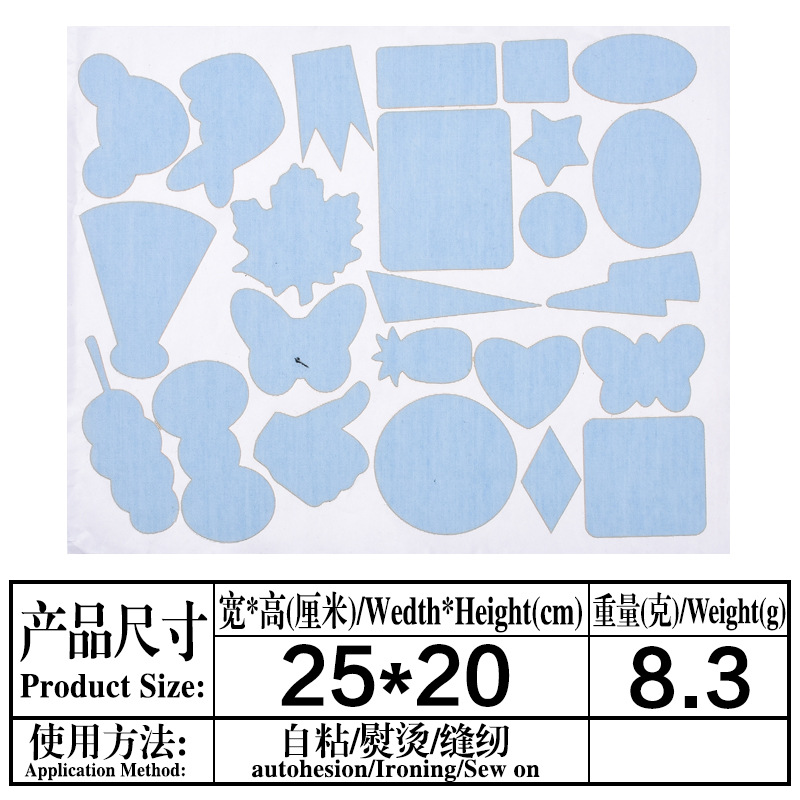 产品尺寸
Product Size:
宽*高(厘米)/Wedth*Height(cm)
重量(克)/Weight(g)
25*20
8.3
使用方法:
Application Method:
自粘/熨烫/缝纫
autohesion/Ironing/Sew on